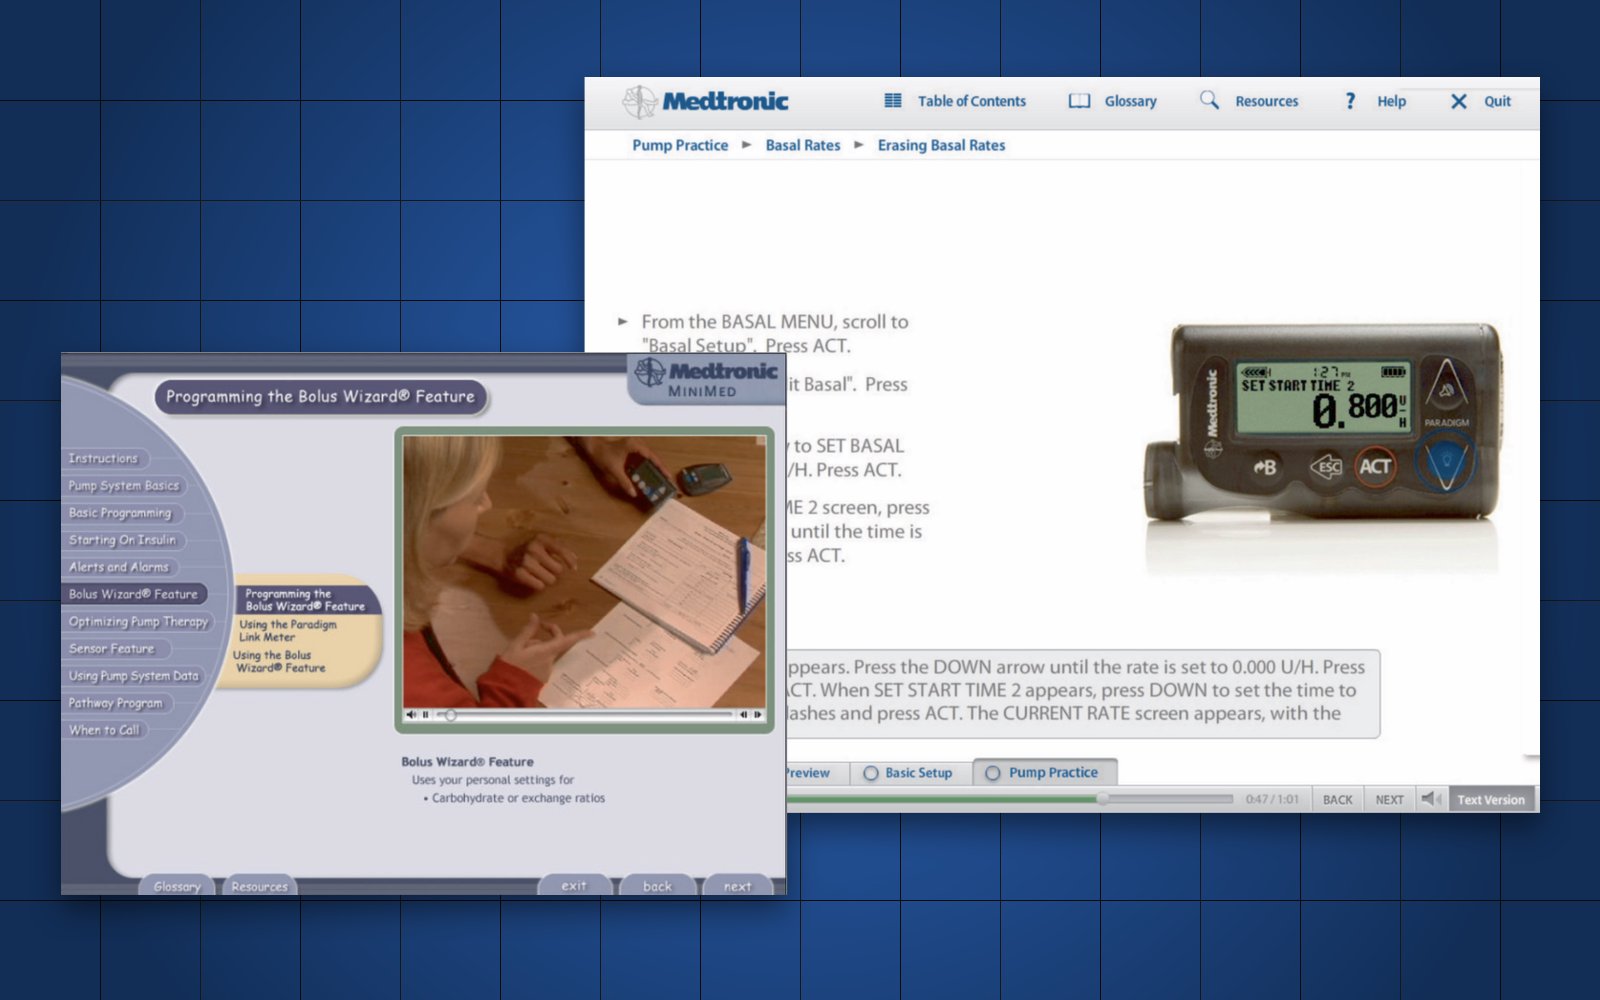 Medtronic
Table of Contents
Glossary
Resources
? Help
Quit
Pump Practice ► Basal Rates ► Erasing Basal Rates
► From the BASAL MENU, scroll to
"Basal Setup". Press ACT.
it Basal". Press
to SET BASAL
/H. Press ACT.
ME 2 screen, press
until the time is
ss ACT.
Medtronic
1:27 PM
SET START TIME 2
0.800 U/H
PARADIGM
B
ESC
ACT
ppears. Press the DOWN arrow until the rate is set to 0.000 U/H. Press
ACT. When SET START TIME 2 appears, press DOWN to set the time to
lashes and press ACT. The CURRENT RATE screen appears, with the
Preview
Basic Setup
Pump Practice
0:47 / 1:01
BACK
NEXT
Text Version
Programming the Bolus Wizard® Feature
Medtronic
MINIMED
Instructions
Pump System Basics
Basic Programming
Starting On Insulin
Alerts and Alarms
Bolus Wizard® Feature
Optimizing Pump Therapy
Sensor Feature
Using Pump System Data
Pathway Program
When to Call
Programming the
Bolus Wizard® Feature
Using the Paradigm
Link Meter
Using the Bolus
Wizard® Feature
Bolus Wizard® Feature
Uses your personal settings for
• Carbohydrate or exchange ratios
Glossary
Resources
exit
back
next